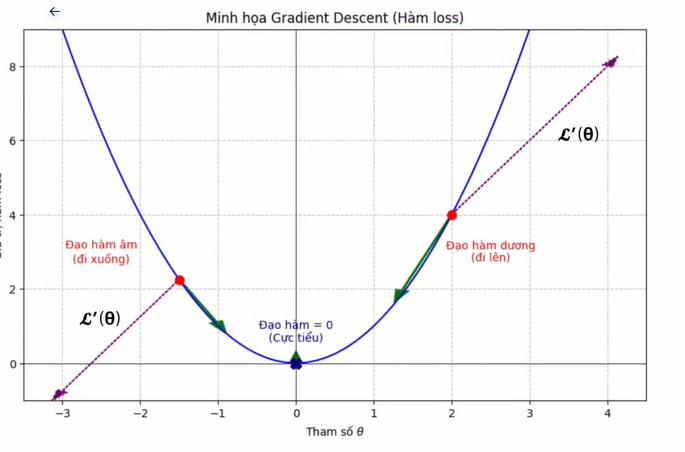 Minh họa Gradient Descent (Hàm loss)
8
𝓛′(θ)
6
4
Đạo hàm âm
(đi xuống)
Đạo hàm dương
(đi lên)
2
𝓛′(θ)
Đạo hàm = 0
(Cực tiểu)
0
−3 −2 −1 0 1 2 3 4
Tham số θ